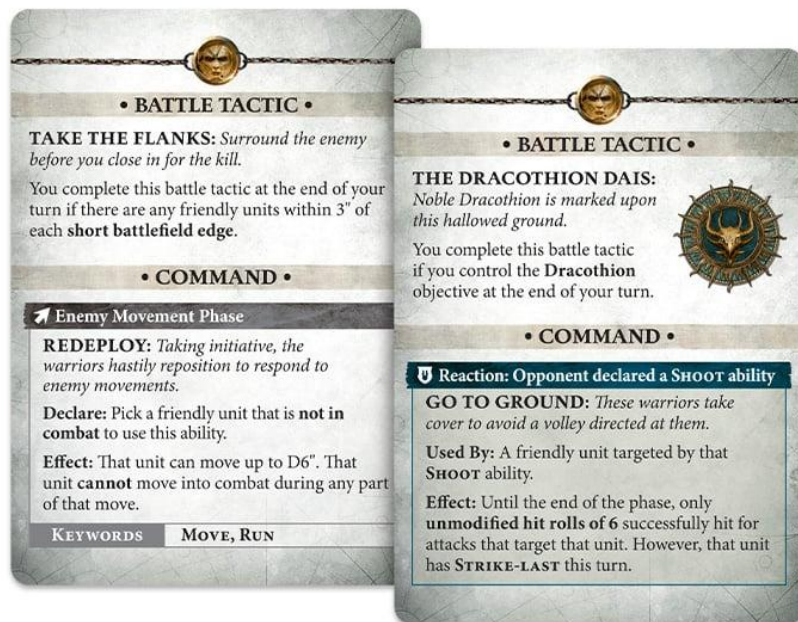 • BATTLE TACTIC •
TAKE THE FLANKS: Surround the enemy
before you close in for the kill.
You complete this battle tactic at the end of your
turn if there are any friendly units within 3" of
each short battlefield edge.
• COMMAND •
Enemy Movement Phase
REDEPLOY: Taking initiative, the
warriors hastily reposition to respond to
enemy movements.
Declare: Pick a friendly unit that is not in
combat to use this ability.
Effect: That unit can move up to D6". That
unit cannot move into combat during any part
of that move.
KEYWORDS MOVE, RUN
• BATTLE TACTIC •
THE DRACOTHION DAIS:
Noble Dracothion is marked upon
this hallowed ground.
You complete this battle tactic
if you control the Dracothion
objective at the end of your turn.
• COMMAND •
Reaction: Opponent declared a SHOOT ability
GO TO GROUND: These warriors take
cover to avoid a volley directed at them.
Used By: A friendly unit targeted by that
SHOOT ability.
Effect: Until the end of the phase, only
unmodified hit rolls of 6 successfully hit for
attacks that target that unit. However, that unit
has STRIKE-LAST this turn.